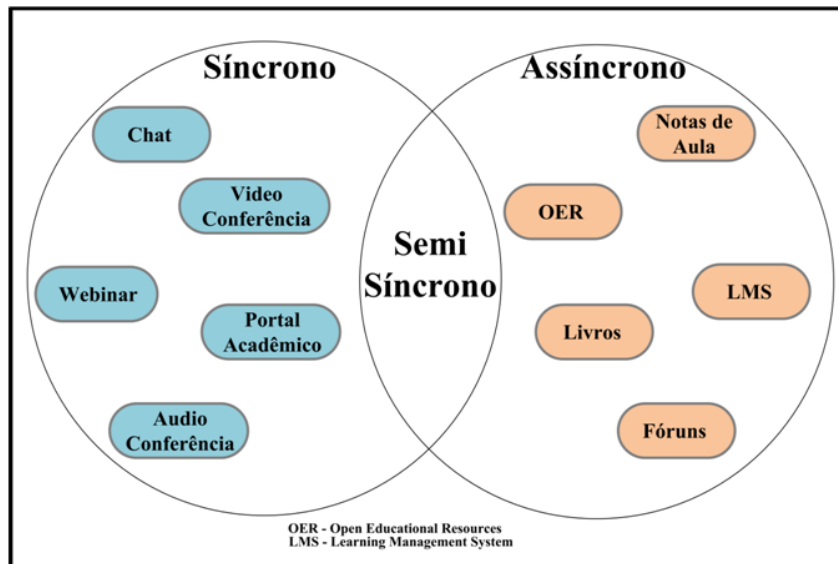 Síncrono
Assíncrono
Chat
Video
Conferência
Webinar
Portal
Acadêmico
Audio
Conferência
Semi
Síncrono
Notas de
Aula
OER
LMS
Livros
Fóruns
OER - Open Educational Resources
LMS - Learning Management System